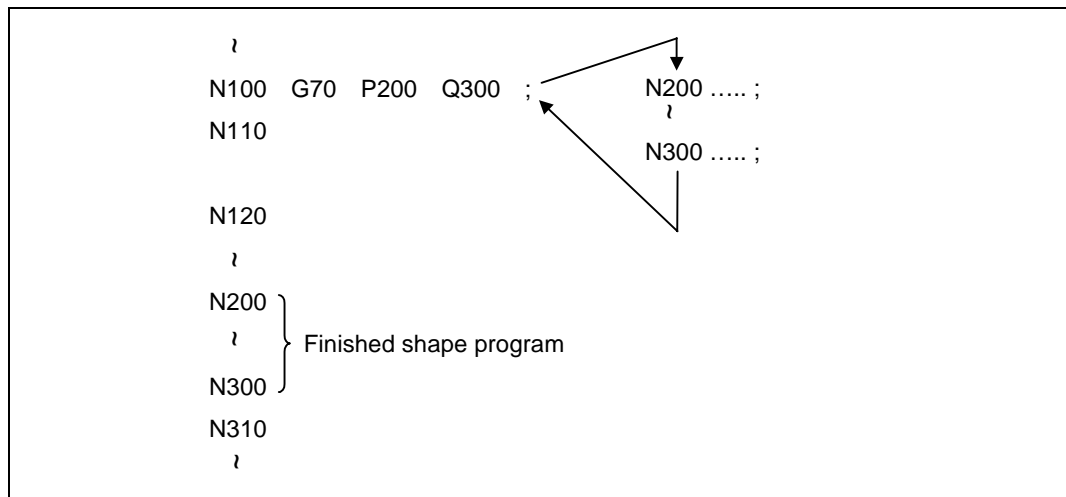 ~
N100 G70 P200 Q300 ; N200 ….. ;
~
N110
N300 ….. ;
N120
~
N200
~ Finished shape program
N300
N310
~